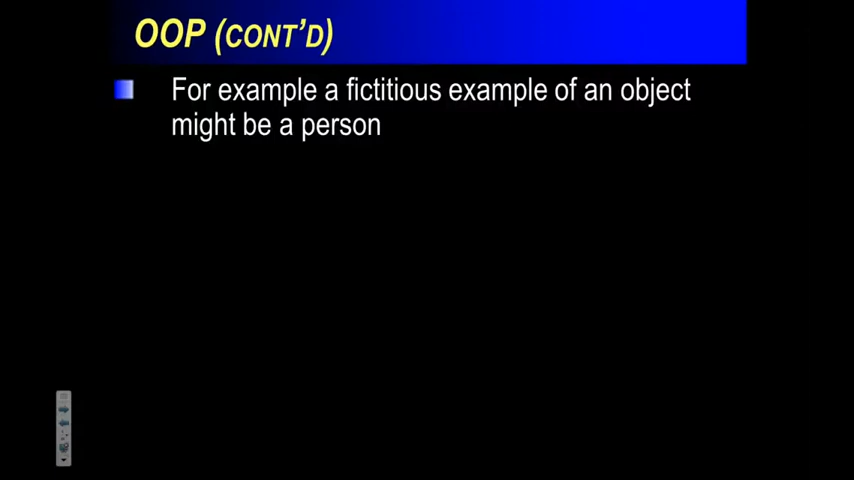 OOP (CONT'D)
For example a fictitious example of an object
might be a person